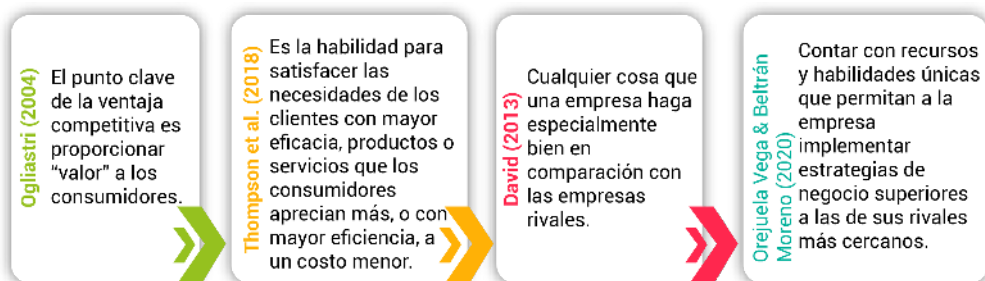 Ogliastri (2004)
El punto clave
de la ventaja
competitiva es
proporcionar
“valor” a los
consumidores.
Thompson et al. (2018)
Es la habilidad para
satisfacer las
necesidades de los
clientes con mayor
eficacia, productos o
servicios que los
consumidores
aprecian más, o con
mayor eficiencia, a
un costo menor.
David (2013)
Cualquier cosa que
una empresa haga
especialmente
bien en
comparación con
las empresas
rivales.
Orejuela Vega & Beltrán
Moreno (2020)
Contar con recursos
y habilidades únicas
que permitan a la
empresa
implementar
estrategias de
negocio superiores
a las de sus rivales
más cercanos.